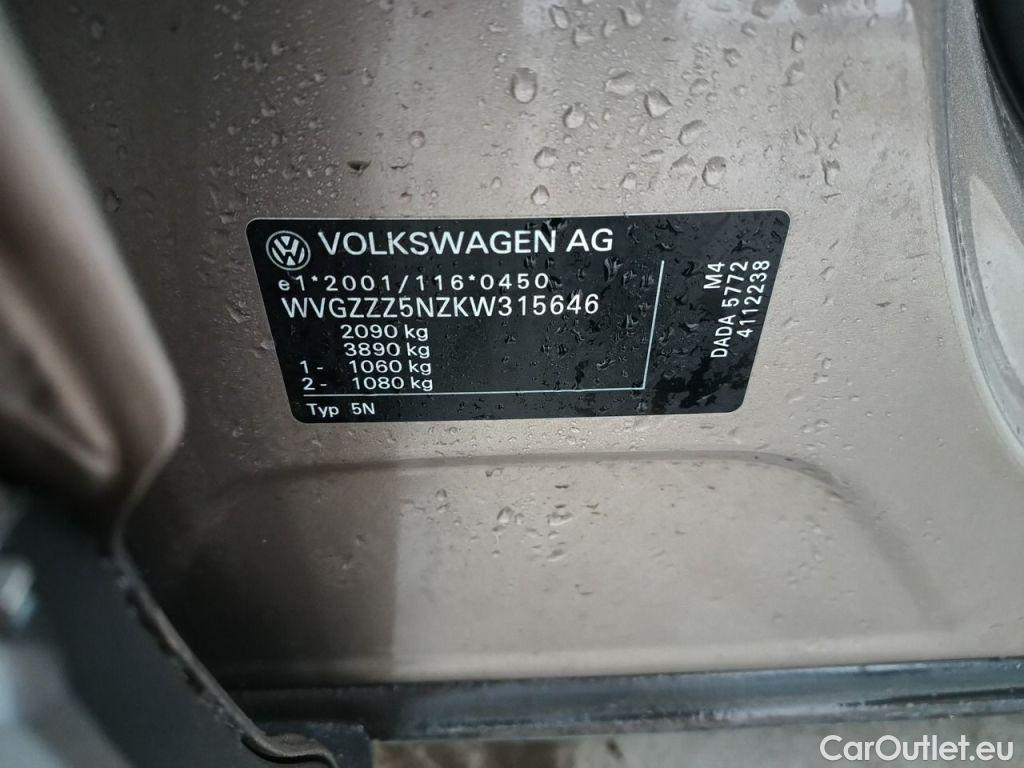 VOLKSWAGEN AG
e1*2001/116*0450
WVGZZZ5NZKW315646
2090 kg
3890 kg
1- 1060 kg
2- 1080 kg
Typ 5N
M4
DADA 5772
4112238
CarOutlet.eu